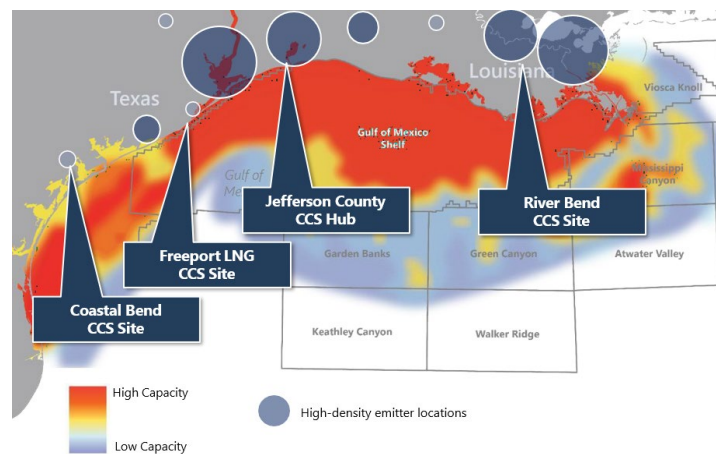 Texas
Louisiana
Viosca Knoll
Gulf of Mexico
Shelf
Mississippi
Canyon
Gulf of
Jefferson County
CCS Hub
River Bend
CCS Site
Freeport LNG
CCS Site
Garden Banks
Green Canyon
Atwater Valley
Coastal Bend
CCS Site
Keathley Canyon
Walker Ridge
High Capacity
Low Capacity
High-density emitter locations